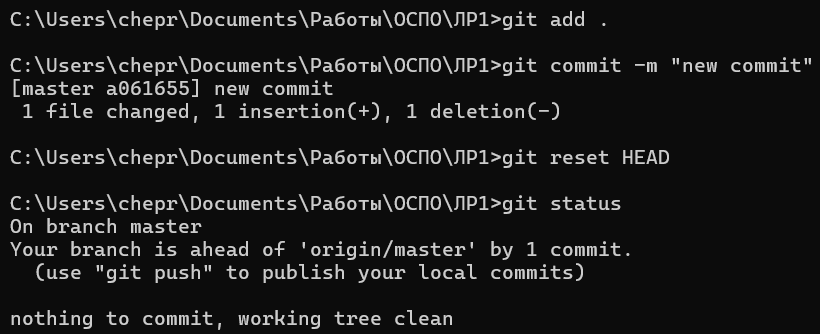 C:\Users\chepr\Documents\Работы\ОСПО\ЛР1>git add .
C:\Users\chepr\Documents\Работы\ОСПО\ЛР1>git commit -m "new commit"
[master a061655] new commit
 1 file changed, 1 insertion(+), 1 deletion(-)
C:\Users\chepr\Documents\Работы\ОСПО\ЛР1>git reset HEAD
C:\Users\chepr\Documents\Работы\ОСПО\ЛР1>git status
On branch master
Your branch is ahead of 'origin/master' by 1 commit.
  (use "git push" to publish your local commits)
nothing to commit, working tree clean